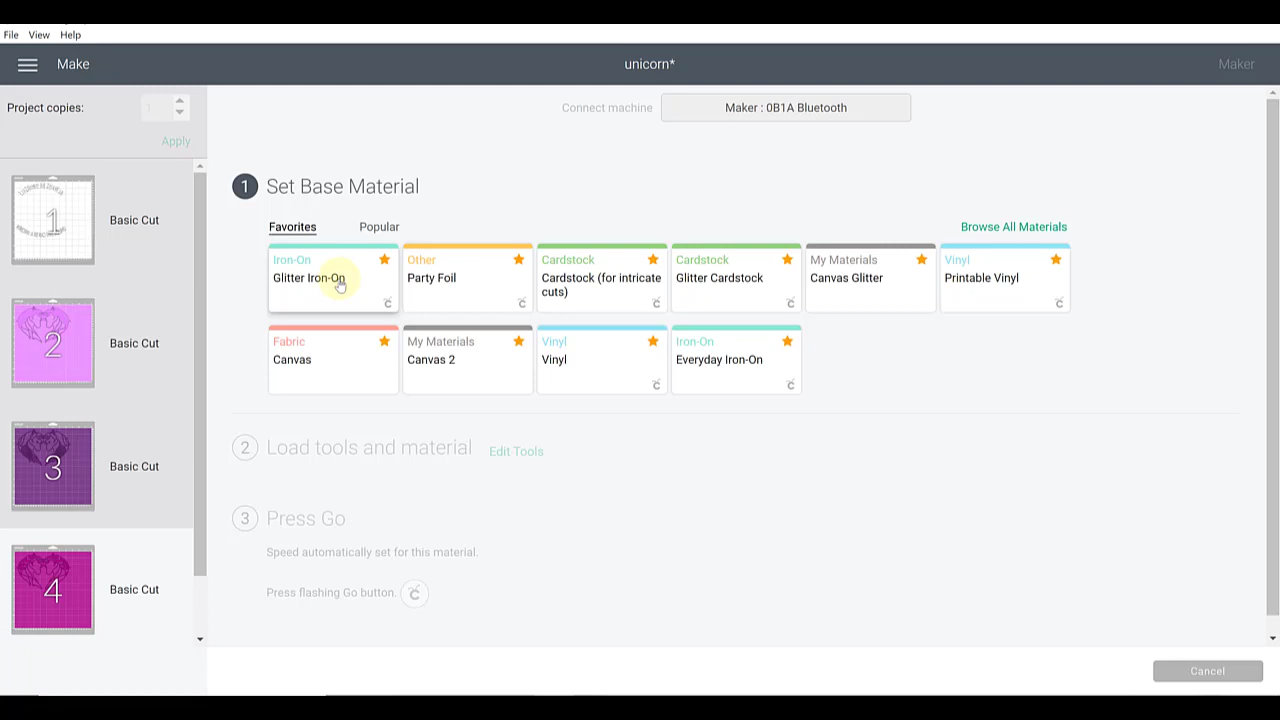 File View Help
Make
unicorn*
Maker
Project copies:
1
Apply
Connect machine
Maker : 0B1A Bluetooth
1
Basic Cut
2
Basic Cut
3
Basic Cut
4
Basic Cut
1 Set Base Material
Favorites Popular
Browse All Materials
Iron-On
Glitter Iron-On
Other
Party Foil
Cardstock
Cardstock (for intricate
cuts)
Cardstock
Glitter Cardstock
My Materials
Canvas Glitter
Vinyl
Printable Vinyl
Fabric
Canvas
My Materials
Canvas 2
Vinyl
Vinyl
Iron-On
Everyday Iron-On
2 Load tools and material Edit Tools
3 Press Go
Speed automatically set for this material.
Press flashing Go button.
Cancel